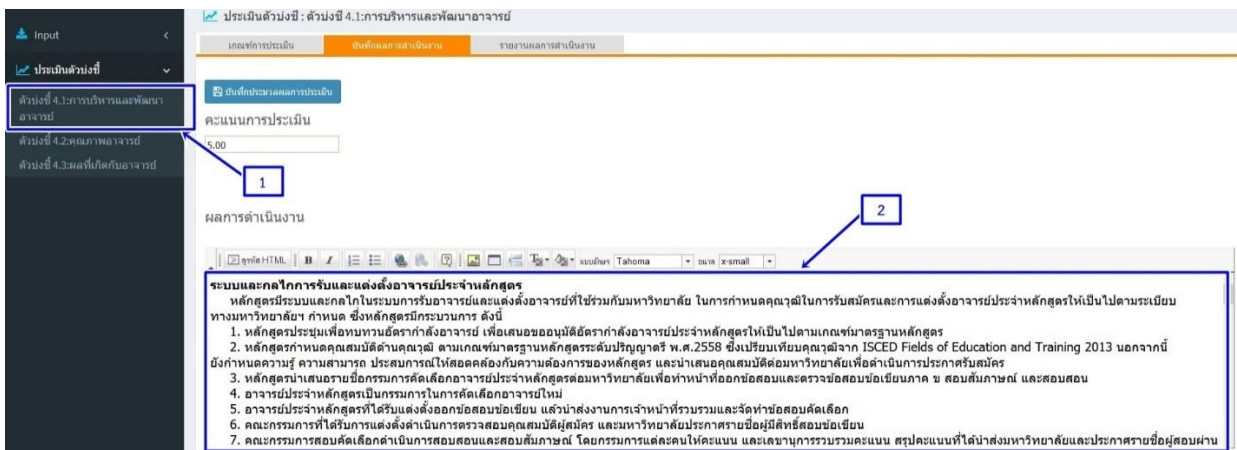 ประเมินตัวบ่งชี้ : ตัวบ่งชี้ 4.1:การบริหารและพัฒนาอาจารย์
Input
เกณฑ์การประเมิน บันทึกผลการดำเนินงาน รายงานผลการดำเนินงาน
ประเมินตัวบ่งชี้
ตัวบ่งชี้ 4.1:การบริหารและพัฒนา
อาจารย์
ตัวบ่งชี้ 4.2:คุณภาพอาจารย์
ตัวบ่งชี้ 4.3:ผลที่เกิดกับอาจารย์
1
บันทึกประมวลผลการประเมิน
คะแนนการประเมิน
5.00
ผลการดำเนินงาน
2
ดูรหัส HTML B I แบบอักษร Tahoma ขนาด x-small
ระบบและกลไกการรับและแต่งตั้งอาจารย์ประจำหลักสูตร
หลักสูตรมีระบบและกลไกในระบบการรับอาจารย์และแต่งตั้งอาจารย์ที่ใช้ร่วมกับมหาวิทยาลัย ในการกำหนดคุณวุฒิในการรับสมัครและการแต่งตั้งอาจารย์ประจำหลักสูตรให้เป็นไปตามระเบียบ
ทางมหาวิทยาลัยฯ กำหนด ซึ่งหลักสูตรมีกระบวนการ ดังนี้
1. หลักสูตรประชุมเพื่อทบทวนอัตรากำลังอาจารย์ เพื่อเสนอขออนุมัติอัตรากำลังอาจารย์ประจำหลักสูตรให้เป็นไปตามเกณฑ์มาตรฐานหลักสูตร
2. หลักสูตรกำหนดคุณสมบัติด้านคุณวุฒิ ตามเกณฑ์มาตรฐานหลักสูตรระดับปริญญาตรี พ.ศ.2558 ซึ่งเปรียบเทียบคุณวุฒิจาก ISCED Fields of Education and Training 2013 นอกจากนี้
ยังกำหนดความรู้ ความสามารถ ประสบการณ์ให้สอดคล้องกับความต้องการของหลักสูตร และนำเสนอคุณสมบัติต่อมหาวิทยาลัยเพื่อดำเนินการประกาศรับสมัคร
3. หลักสูตรนำเสนอรายชื่อกรรมการคัดเลือกอาจารย์ประจำหลักสูตรต่อมหาวิทยาลัยเพื่อทำหน้าที่ออกข้อสอบและตรวจข้อสอบข้อเขียนภาค ข สอบสัมภาษณ์ และสอบสอน
4. อาจารย์ประจำหลักสูตรเป็นกรรมการในการคัดเลือกอาจารย์ใหม่
5. อาจารย์ประจำหลักสูตรที่ได้รับแต่งตั้งออกข้อสอบข้อเขียน แล้วนำส่งงานการเจ้าหน้าที่รวบรวมและจัดทำข้อสอบคัดเลือก
6. คณะกรรมการที่ได้รับการแต่งตั้งดำเนินการตรวจสอบคุณสมบัติผู้สมัคร และมหาวิทยาลัยประกาศรายชื่อผู้มีสิทธิ์สอบข้อเขียน
7. คณะกรรมการสอบคัดเลือกดำเนินการสอบสอนและสอบสัมภาษณ์ โดยกรรมการแต่ละคนให้คะแนน และเลขานุการรวบรวมคะแนน สรุปคะแนนที่ได้นำส่งมหาวิทยาลัยและประกาศรายชื่อผู้สอบผ่าน